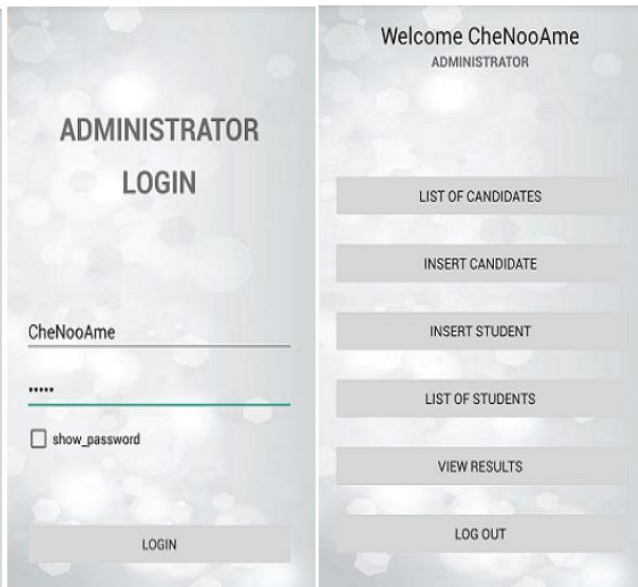 ADMINISTRATOR
LOGIN
CheNooAme
•••••
show_password
LOGIN
Welcome CheNooAme
ADMINISTRATOR
LIST OF CANDIDATES
INSERT CANDIDATE
INSERT STUDENT
LIST OF STUDENTS
VIEW RESULTS
LOG OUT